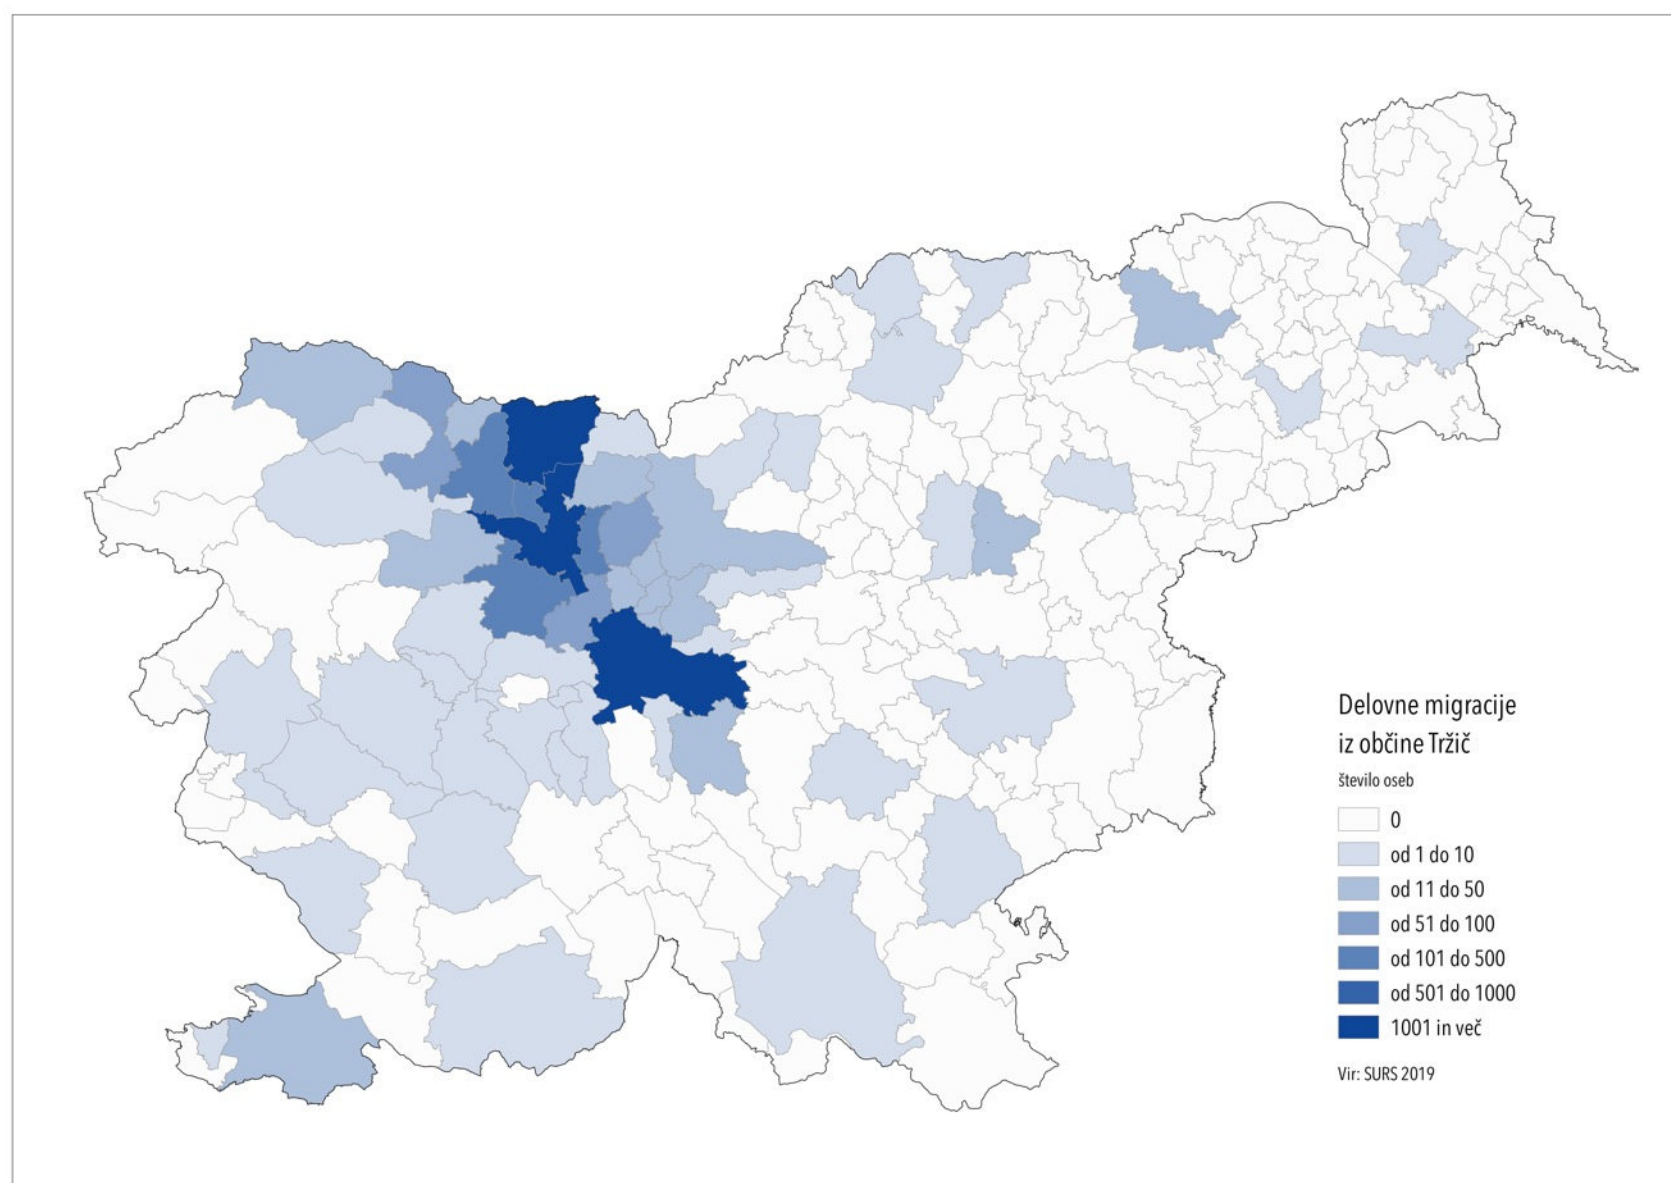 Delovne migracije
iz občine Tržič
število oseb
0
od 1 do 10
od 11 do 50
od 51 do 100
od 101 do 500
od 501 do 1000
1001 in več
Vir: SURS 2019